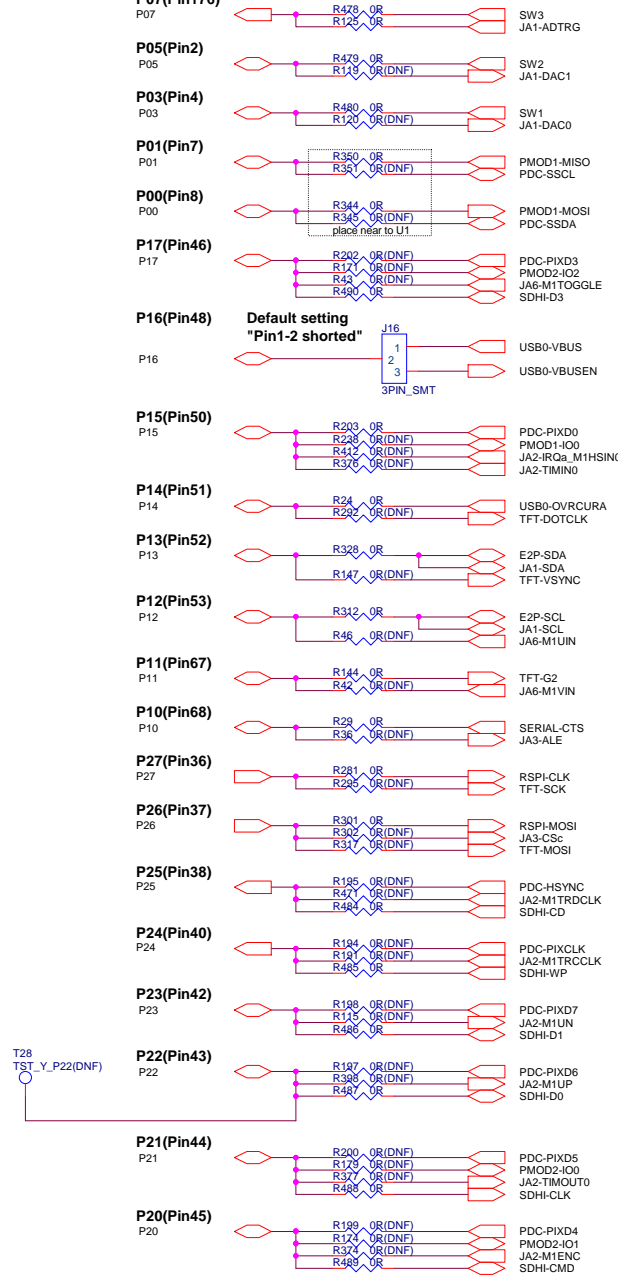 P07
R478 0R SW3
R125 0R(DNF) JA1-ADTRG
P05(Pin2)
P05
R479 0R SW2
R119 0R(DNF) JA1-DAC1
P03(Pin4)
P03
R480 0R SW1
R120 0R(DNF) JA1-DAC0
P01(Pin7)
P01
R350 0R PMOD1-MISO
R351 0R(DNF) PDC-SSCL
P00(Pin8)
P00
R344 0R PMOD1-MOSI
R345 0R(DNF) PDC-SSDA
place near to U1
P17(Pin46)
P17
R202 0R(DNF) PDC-PIXD3
R171 0R(DNF) PMOD2-IO2
R43 0R(DNF) JA6-M1TOGGLE
R490 0R SDHI-D3
P16(Pin48)
Default setting
"Pin1-2 shorted"
J16
P16
1 USB0-VBUS
2
3 USB0-VBUSEN
3PIN_SMT
P15(Pin50)
P15
R203 0R PDC-PIXD0
R238 0R(DNF) PMOD1-IO0
R412 0R(DNF) JA2-IRQa_M1HSIN0
R376 0R(DNF) JA2-TIMIN0
P14(Pin51)
P14
R24 0R USB0-OVRCURA
R292 0R(DNF) TFT-DOTCLK
P13(Pin52)
P13
R328 0R E2P-SDA
JA1-SDA
R147 0R(DNF) TFT-VSYNC
P12(Pin53)
P12
R312 0R E2P-SCL
JA1-SCL
R46 0R(DNF) JA6-M1UIN
P11(Pin67)
P11
R144 0R TFT-G2
R42 0R(DNF) JA6-M1VIN
P10(Pin68)
P10
R29 0R SERIAL-CTS
R36 0R(DNF) JA3-ALE
P27(Pin36)
P27
R281 0R RSPI-CLK
R295 0R(DNF) TFT-SCK
P26(Pin37)
P26
R301 0R RSPI-MOSI
R302 0R(DNF) JA3-CSc
R317 0R(DNF) TFT-MOSI
P25(Pin38)
P25
R195 0R(DNF) PDC-HSYNC
R471 0R(DNF) JA2-M1TRDCLK
R484 0R SDHI-CD
P24(Pin40)
P24
R194 0R(DNF) PDC-PIXCLK
R191 0R(DNF) JA2-M1TRCCLK
R485 0R SDHI-WP
P23(Pin42)
P23
R198 0R(DNF) PDC-PIXD7
R115 0R(DNF) JA2-M1UN
R486 0R SDHI-D1
T28
TST_Y_P22(DNF)
P22(Pin43)
P22
R197 0R(DNF) PDC-PIXD6
R398 0R(DNF) JA2-M1UP
R487 0R SDHI-D0
P21(Pin44)
P21
R200 0R(DNF) PDC-PIXD5
R179 0R(DNF) PMOD2-IO0
R377 0R(DNF) JA2-TIMOUT0
R488 0R SDHI-CLK
P20(Pin45)
P20
R199 0R(DNF) PDC-PIXD4
R174 0R(DNF) PMOD2-IO1
R374 0R(DNF) JA2-M1ENC
R489 0R SDHI-CMD